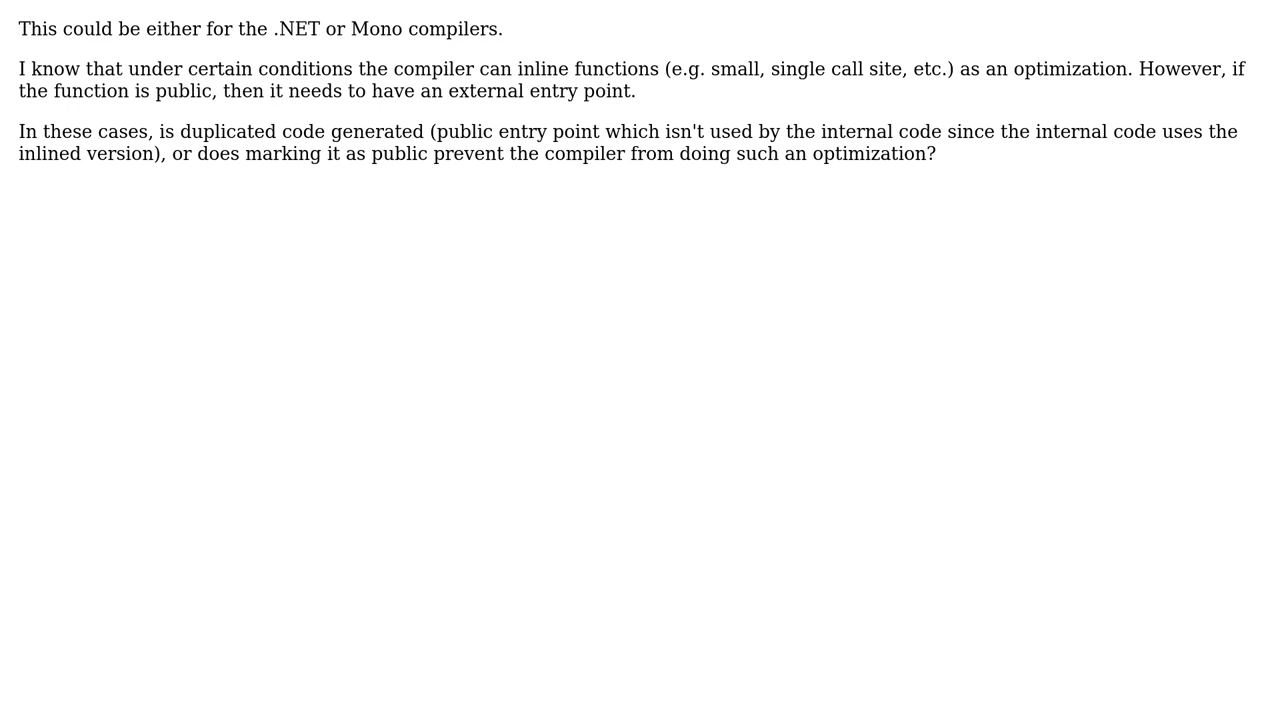 This could be either for the .NET or Mono compilers.
I know that under certain conditions the compiler can inline functions (e.g. small, single call site, etc.) as an optimization. However, if
the function is public, then it needs to have an external entry point.
In these cases, is duplicated code generated (public entry point which isn't used by the internal code since the internal code uses the
inlined version), or does marking it as public prevent the compiler from doing such an optimization?